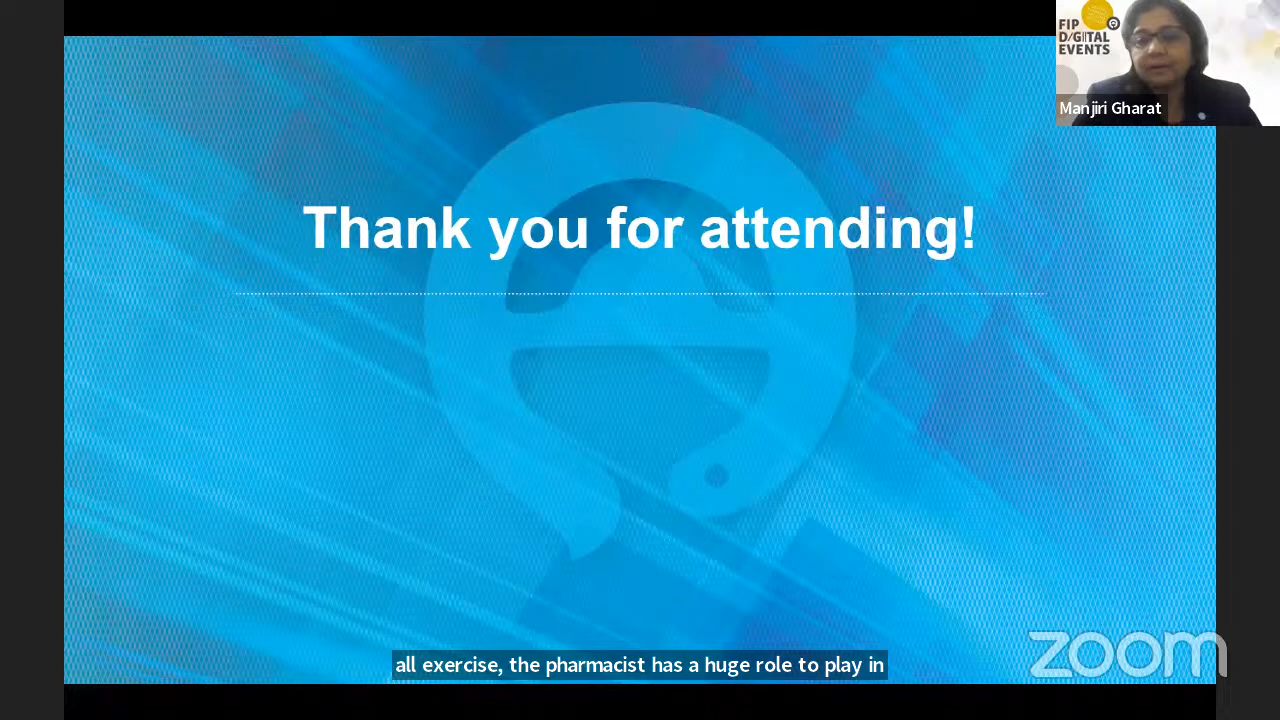 FIP
DIGITAL
EVENTS
Manjiri Gharat
Thank you for attending!
all exercise, the pharmacist has a huge role to play in
zoom